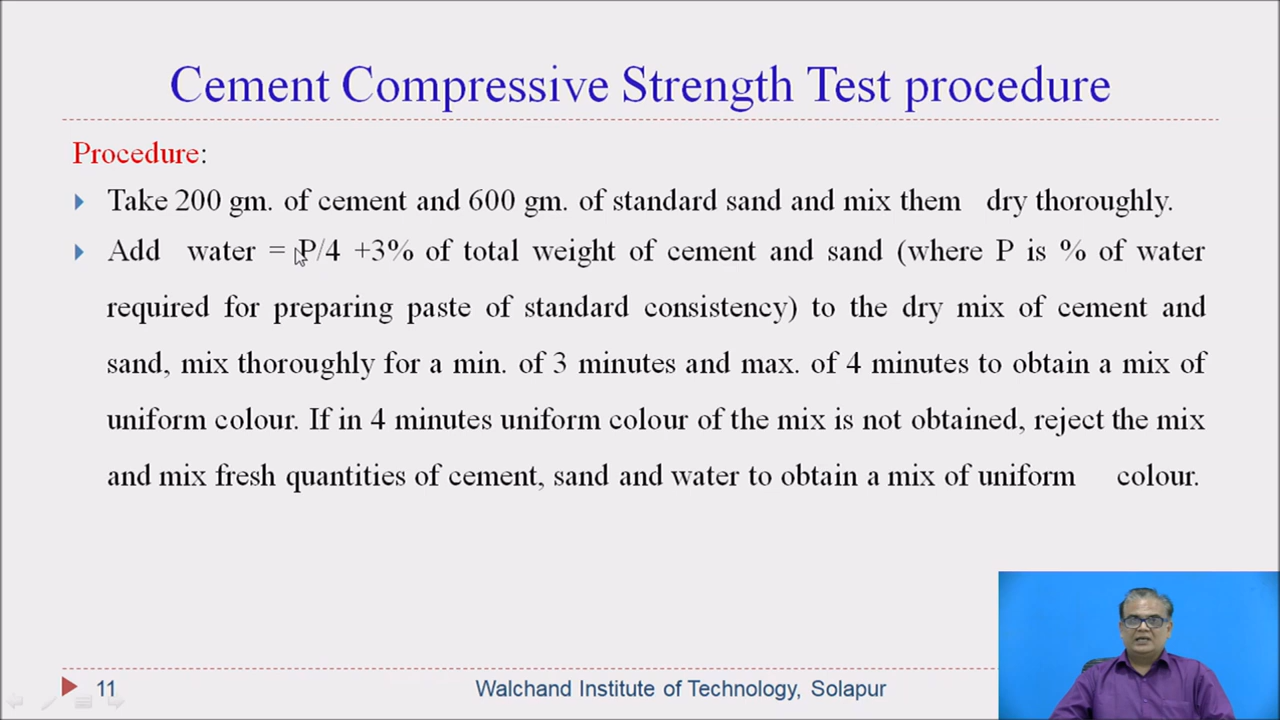 Cement Compressive Strength Test procedure
Procedure:
Take 200 gm. of cement and 600 gm. of standard sand and mix them dry thoroughly.
Add water = P/4 +3% of total weight of cement and sand (where P is % of water
required for preparing paste of standard consistency) to the dry mix of cement and
sand, mix thoroughly for a min. of 3 minutes and max. of 4 minutes to obtain a mix of
uniform colour. If in 4 minutes uniform colour of the mix is not obtained, reject the mix
and mix fresh quantities of cement, sand and water to obtain a mix of uniform colour.
11
Walchand Institute of Technology, Solapur